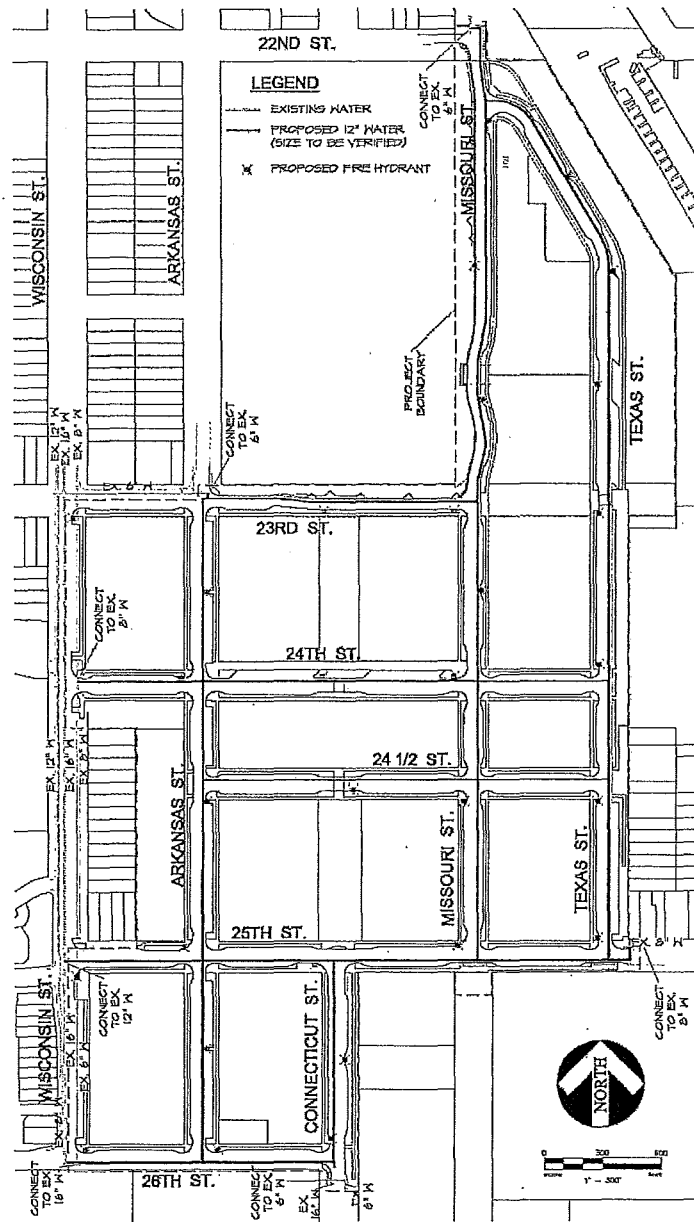 22ND ST.
LEGEND
EXISTING WATER
PROPOSED 12" WATER
(SIZE TO BE VERIFIED)
PROPOSED FIRE HYDRANT
CONNECT
TO EX.
6" W
MISSOURI ST.
WISCONSIN ST.
ARKANSAS ST.
PROJECT
BOUNDARY
TEXAS ST.
EX. 12" W
EX. 16" W
EX. 8" W
CONNECT
TO EX.
6" W
EX. 6" W
23RD ST.
CONNECT
TO EX.
8" W
24TH ST.
24 1/2 ST.
EX. 12" W
EX. 16" W
ARKANSAS ST.
MISSOURI ST.
TEXAS ST.
25TH ST.
EX. 8" W
CONNECT
TO EX.
8" W
WISCONSIN ST.
EX. 16" W
EX. 6" W
CONNECT
TO EX.
12" W
CONNECTICUT ST.
NORTH
0 300 600
1" = 300'
CONNECT
TO EX.
16" W
26TH ST.
CONNECT
TO EX.
6" W
EX. 16" W
EX. 6" W